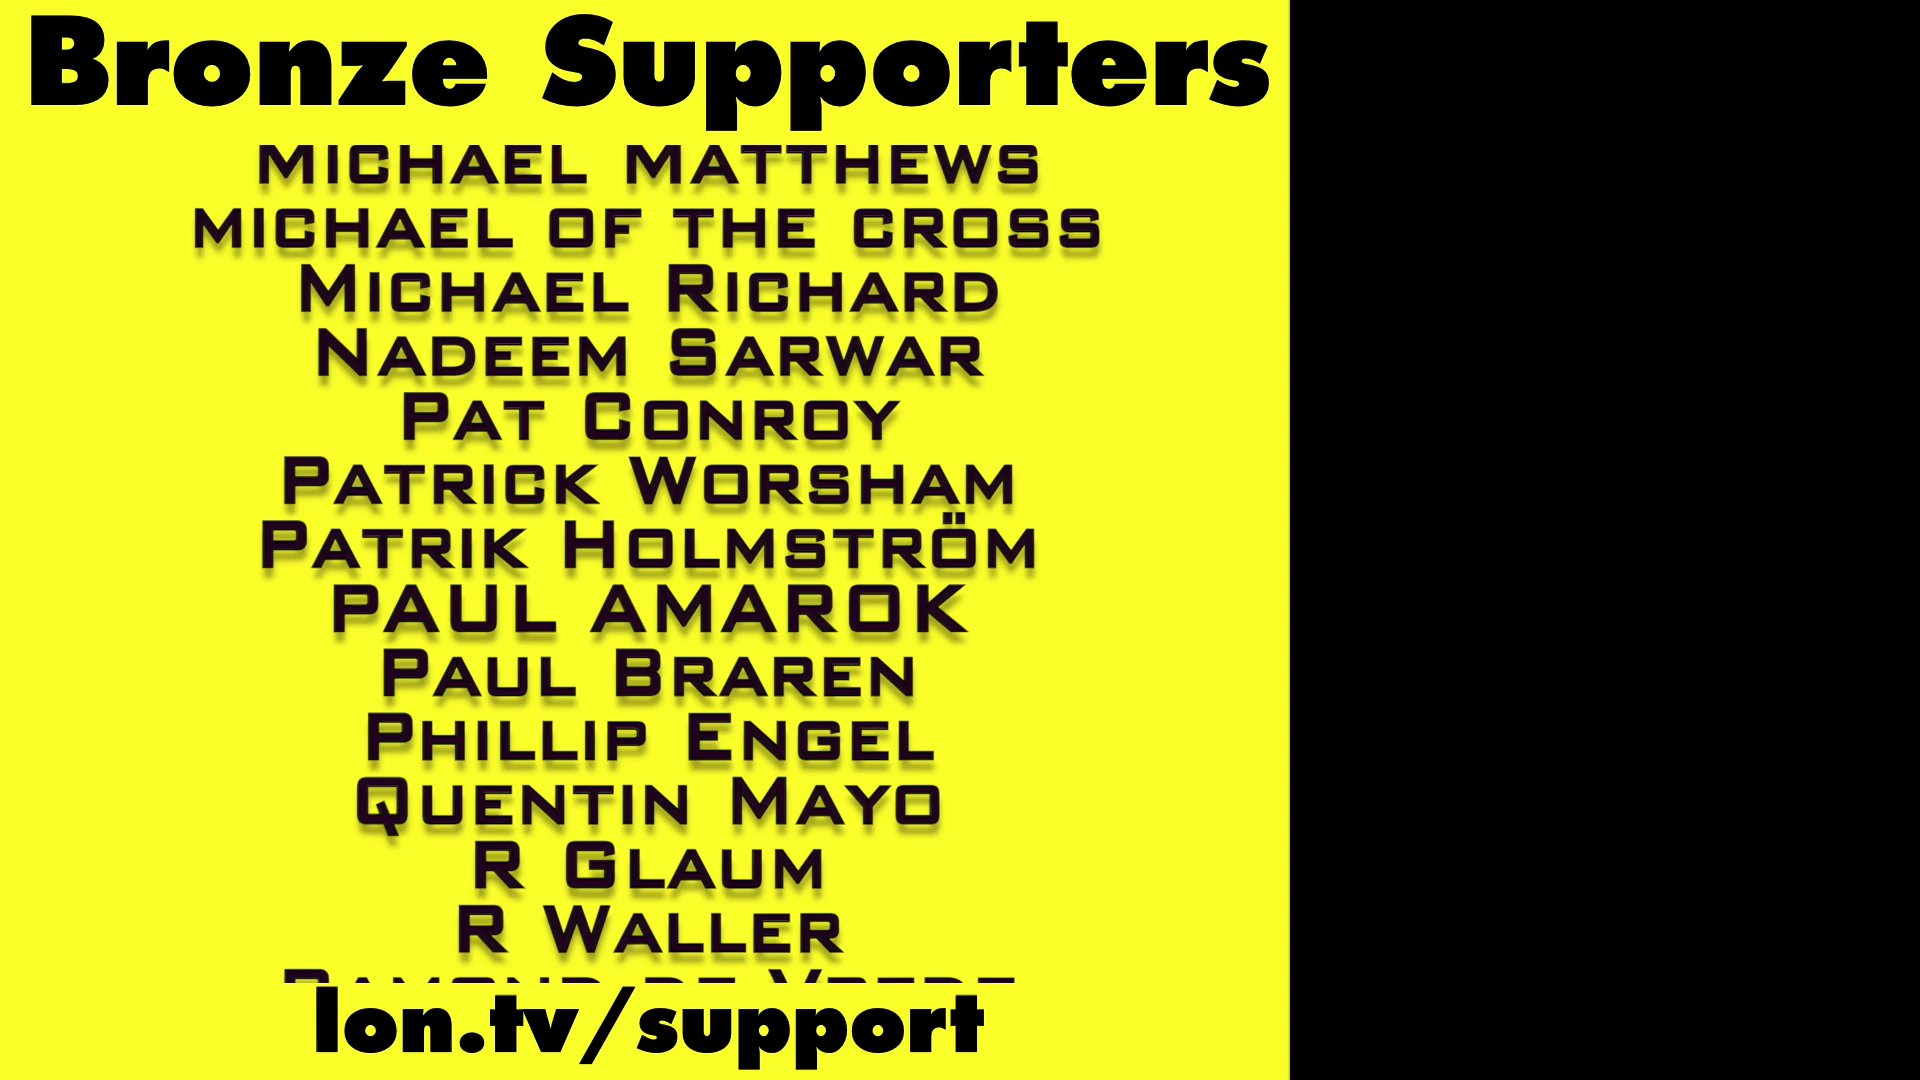 Bronze Supporters
MICHAEL MATTHEWS
MICHAEL OF THE CROSS
MICHAEL RICHARD
NADEEM SARWAR
PAT CONROY
PATRICK WORSHAM
PATRIK HOLMSTRÖM
PAUL AMAROK
PAUL BRAREN
PHILLIP ENGEL
QUENTIN MAYO
R GLAUM
R WALLER
lon.tv/support